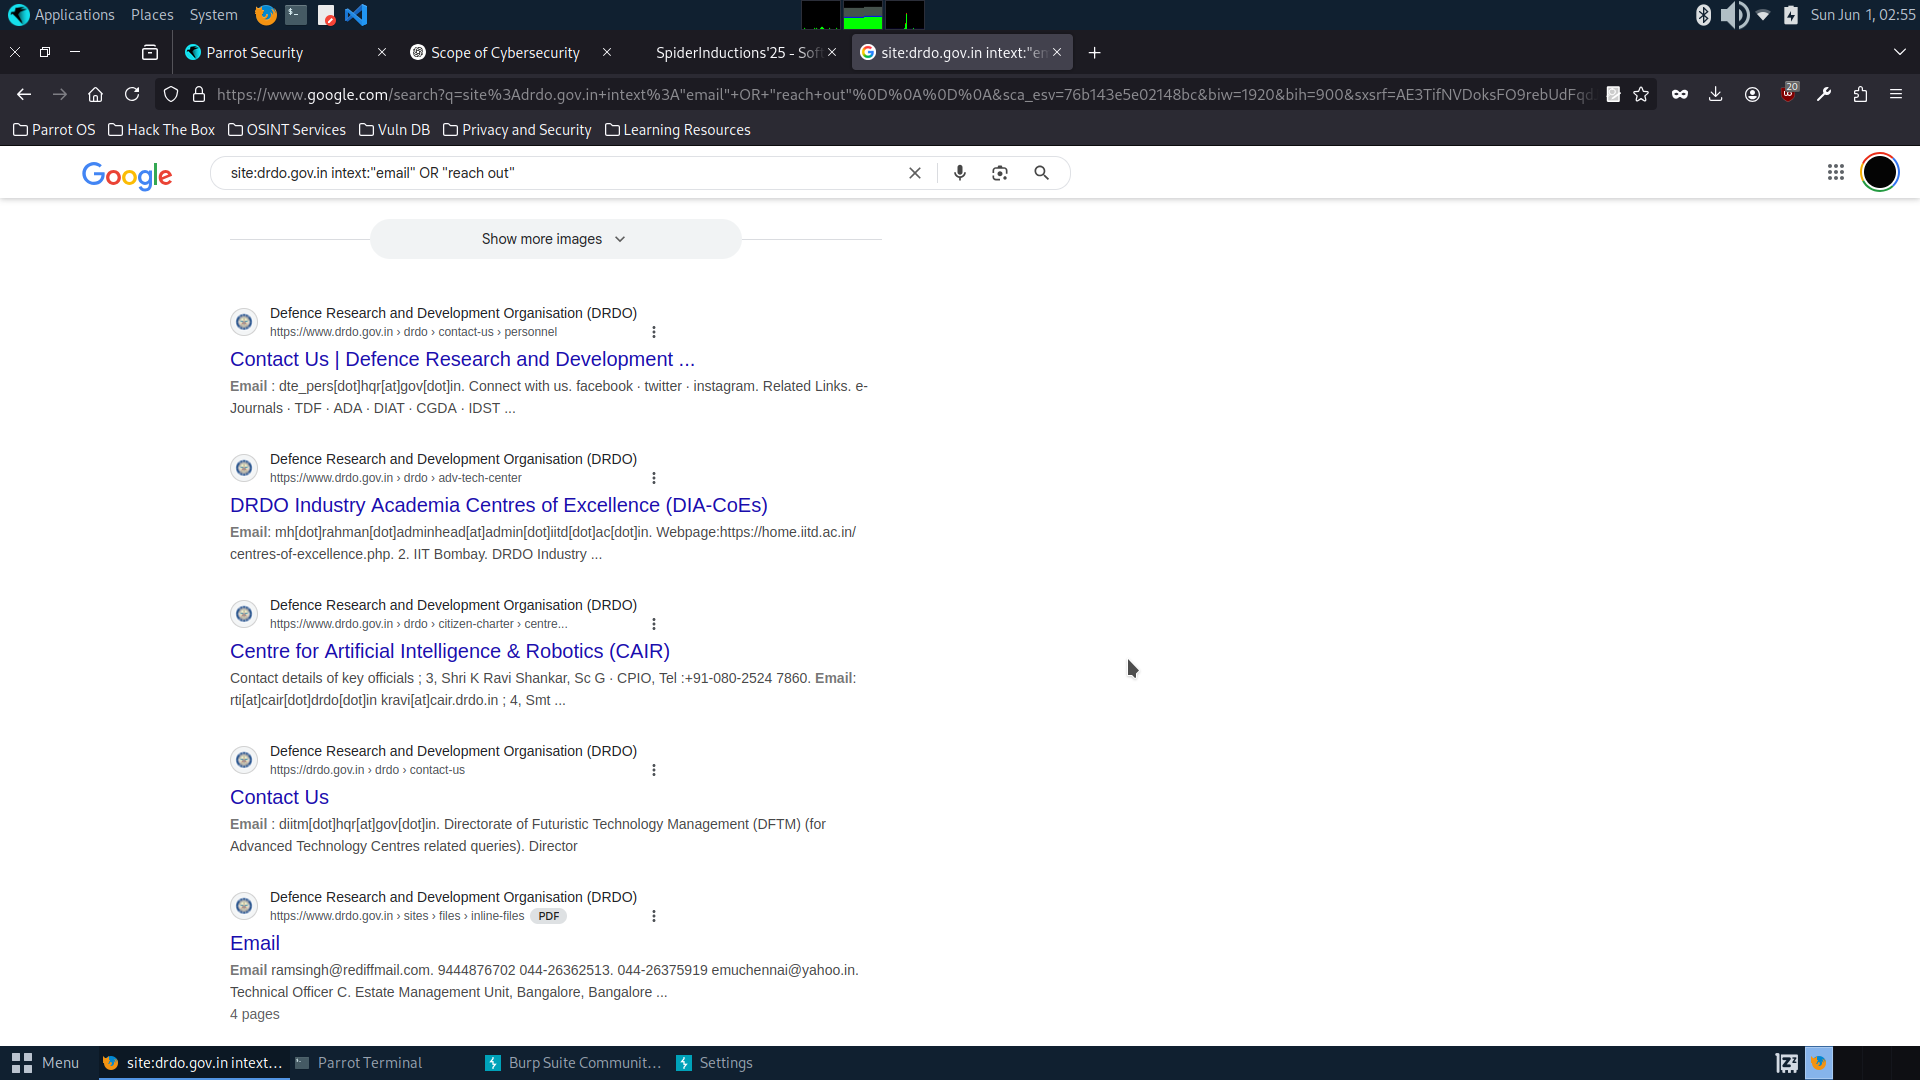 Applications Places System
Sun Jun 1, 02:55
Parrot Security
Scope of Cybersecurity
SpiderInductions'25 - Soft
site:drdo.gov.in intext:"em
https://www.google.com/search?q=site%3Adrdo.gov.in+intext%3A"email"+OR+"reach+out"%0D%0A%0D%0A&sca_esv=76b143e5e02148bc&biw=1920&bih=900&sxsrf=AE3TifNVDoksFO9rebUdFqd
20
Parrot OS Hack The Box OSINT Services Vuln DB Privacy and Security Learning Resources
Google
site:drdo.gov.in intext:"email" OR "reach out"
Show more images
Defence Research and Development Organisation (DRDO)
https://www.drdo.gov.in › drdo › contact-us › personnel
Contact Us | Defence Research and Development ...
Email : dte_pers[dot]hqr[at]gov[dot]in. Connect with us. facebook · twitter · instagram. Related Links. e-
Journals · TDF · ADA · DIAT · CGDA · IDST ...
Defence Research and Development Organisation (DRDO)
https://www.drdo.gov.in › drdo › adv-tech-center
DRDO Industry Academia Centres of Excellence (DIA-CoEs)
Email: mh[dot]rahman[dot]adminhead[at]admin[dot]iitd[dot]ac[dot]in. Webpage:https://home.iitd.ac.in/
centres-of-excellence.php. 2. IIT Bombay. DRDO Industry ...
Defence Research and Development Organisation (DRDO)
https://www.drdo.gov.in › drdo › citizen-charter › centre...
Centre for Artificial Intelligence & Robotics (CAIR)
Contact details of key officials ; 3, Shri K Ravi Shankar, Sc G · CPIO, Tel :+91-080-2524 7860. Email:
rti[at]cair[dot]drdo[dot]in kravi[at]cair.drdo.in ; 4, Smt ...
Defence Research and Development Organisation (DRDO)
https://drdo.gov.in › drdo › contact-us
Contact Us
Email : diitm[dot]hqr[at]gov[dot]in. Directorate of Futuristic Technology Management (DFTM) (for
Advanced Technology Centres related queries). Director
Defence Research and Development Organisation (DRDO)
https://www.drdo.gov.in › sites › files › inline-files PDF
Email
Email ramsingh@rediffmail.com. 9444876702 044-26362513. 044-26375919 emuchennai@yahoo.in.
Technical Officer C. Estate Management Unit, Bangalore, Bangalore ...
4 pages
Menu
site:drdo.gov.in intext...
Parrot Terminal
Burp Suite Communit...
Settings